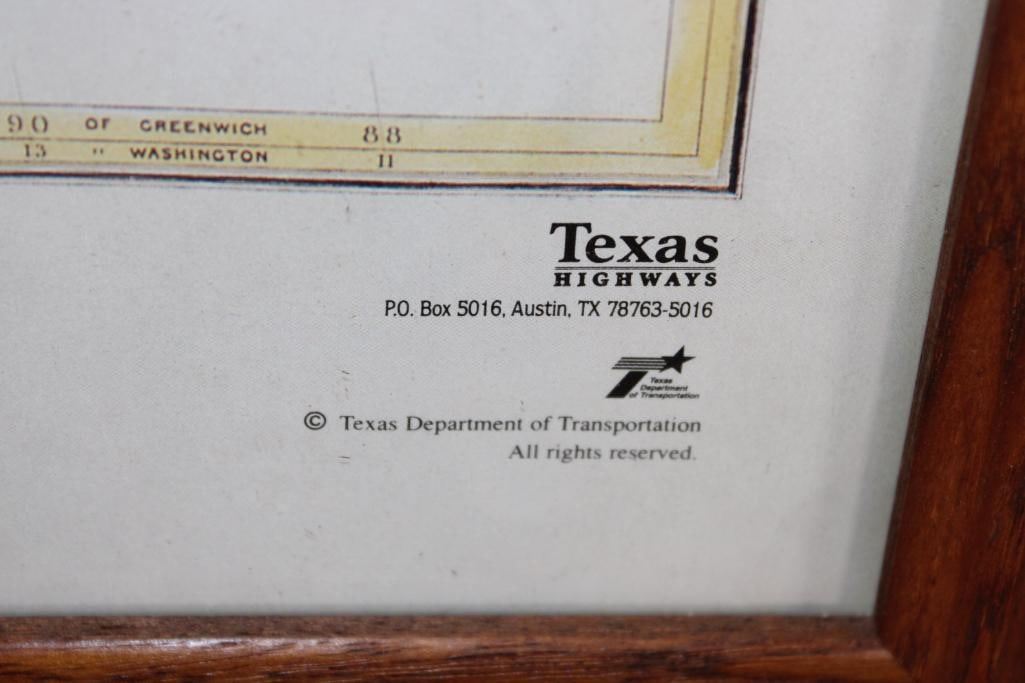 90 OF GREENWICH 88
13 " WASHINGTON 11
Texas
HIGHWAYS
P.O. Box 5016, Austin, TX 78763-5016
Texas
Department
of Transportation
© Texas Department of Transportation
All rights reserved.